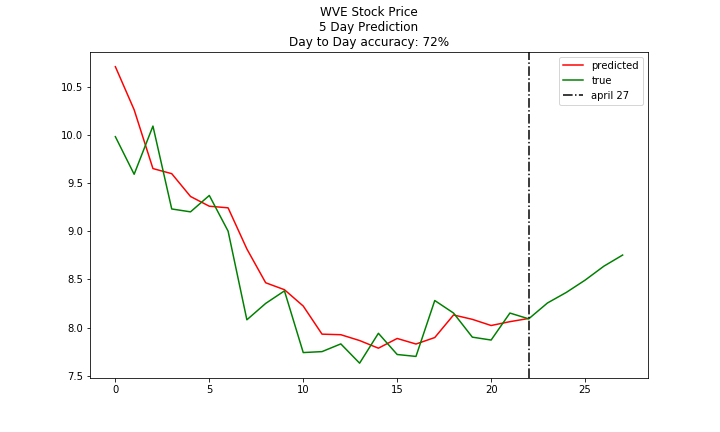 WVE Stock Price
5 Day Prediction
Day to Day accuracy: 72%
predicted
true
april 27
10.5
10.0
9.5
9.0
8.5
8.0
7.5
0 5 10 15 20 25